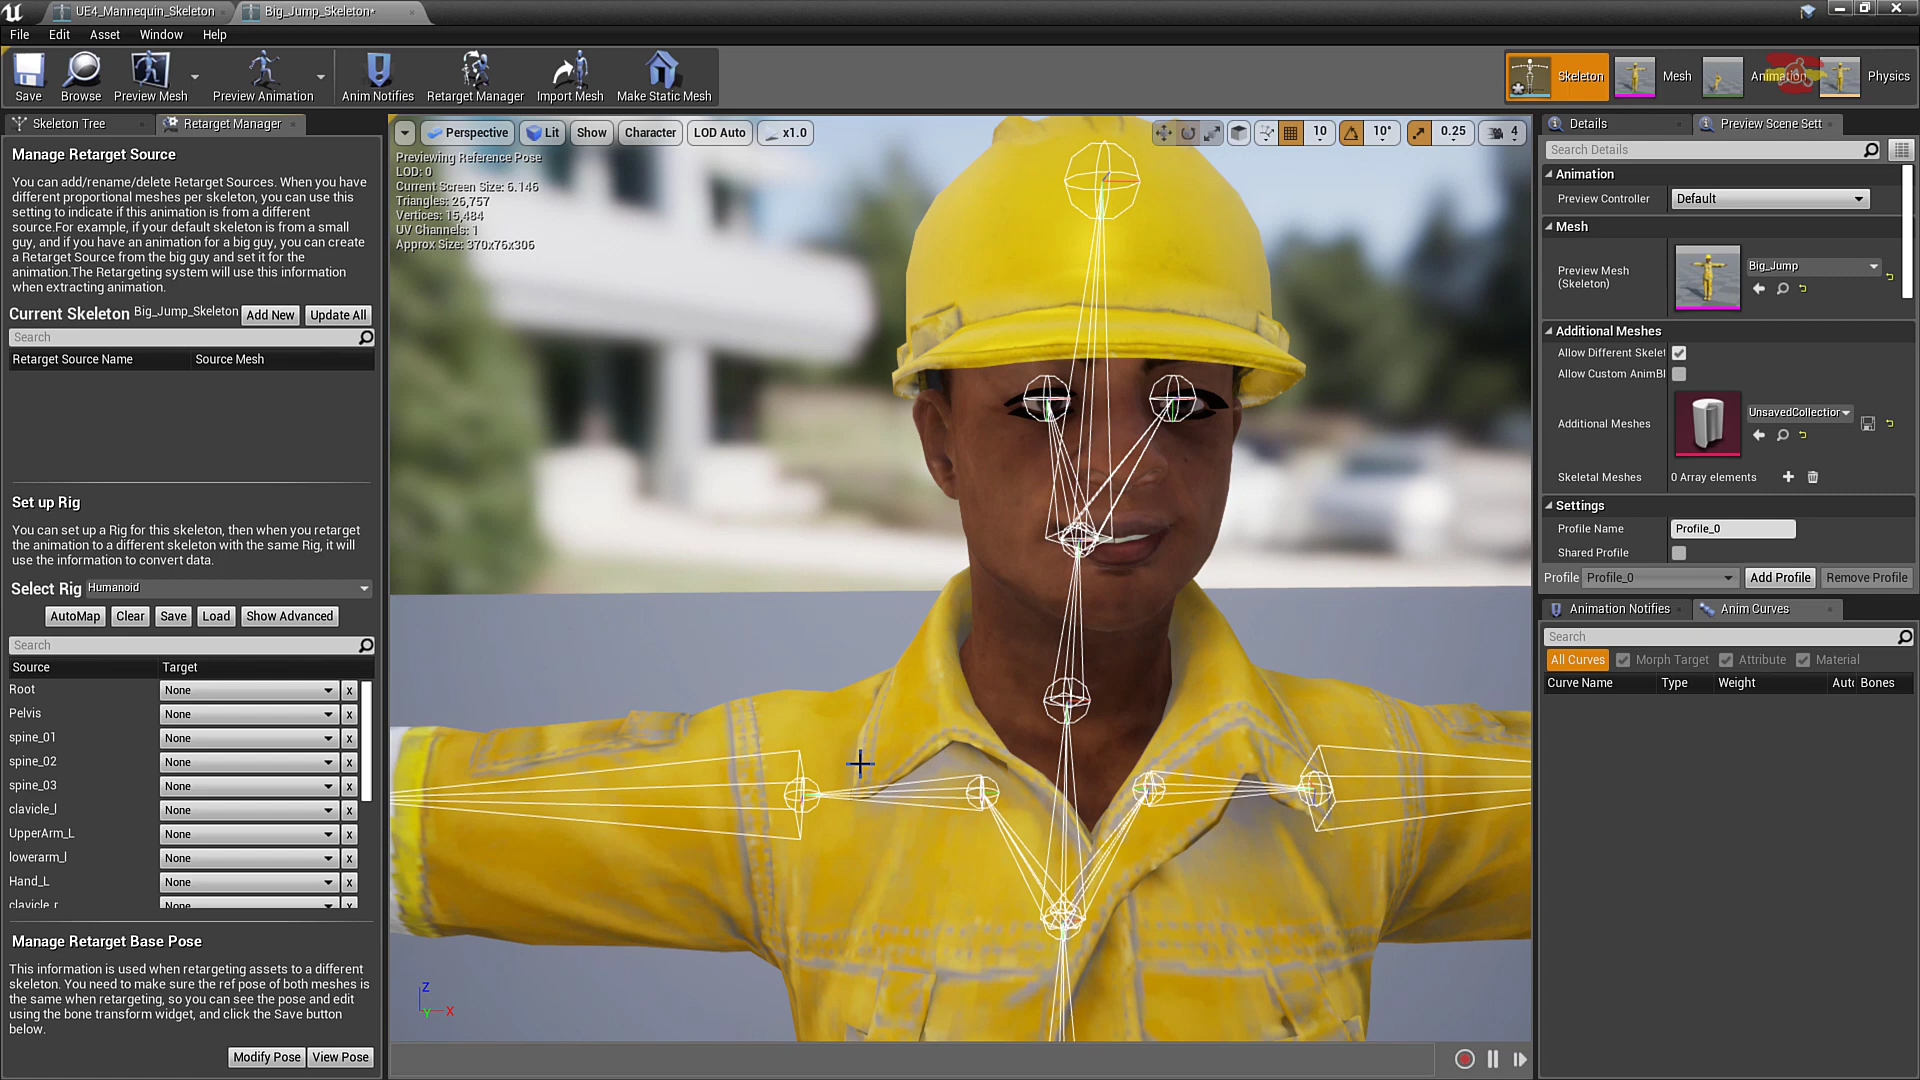 UE4_Mannequin_Skeleton
Big_Jump_Skeleton*
File Edit Asset Window Help
Save Browse Preview Mesh Preview Animation Anim Notifies Retarget Manager Import Mesh Make Static Mesh
Skeleton Mesh Animation Physics
Skeleton Tree Retarget Manager
Manage Retarget Source
You can add/rename/delete Retarget Sources. When you have
different proportional meshes per skeleton, you can use this
setting to indicate if this animation is from a different
source.For example, if your default skeleton is from a small
guy, and if you have an animation for a big guy, you can create
a Retarget Source from the big guy and set it for the
animation.The Retargeting system will use this information
when extracting animation.
Current Skeleton Big_Jump_Skeleton Add New Update All
Search
Retarget Source Name Source Mesh
Set up Rig
You can set up a Rig for this skeleton, then when you retarget
the animation to a different skeleton with the same Rig, it will
use the information to convert data.
Select Rig Humanoid
AutoMap Clear Save Load Show Advanced
Search
Source Target
Root None x
Pelvis None x
spine_01 None x
spine_02 None x
spine_03 None x
clavicle_l None x
UpperArm_L None x
lowerarm_l None x
Hand_L None x
clavicle_r None x
Manage Retarget Base Pose
This information is used when retargeting assets to a different
skeleton. You need to make sure the ref pose of both meshes is
the same when retargeting, so you can see the pose and edit
using the bone transform widget, and click the Save button
below.
Modify Pose View Pose
Perspective Lit Show Character LOD Auto x1.0
10 10° 0.25 4
Previewing Reference Pose
LOD: 0
Current Screen Size: 6.146
Triangles: 26,757
Vertices: 15,484
UV Channels: 1
Approx Size: 370x76x306
Z
Y X
Details Preview Scene Sett
Search Details
Animation
Preview Controller Default
Mesh
Preview Mesh
(Skeleton)
Big_Jump
Additional Meshes
Allow Different Skelet
Allow Custom AnimBl
Additional Meshes UnsavedCollection
Skeletal Meshes 0 Array elements
Settings
Profile Name Profile_0
Shared Profile
Profile Profile_0 Add Profile Remove Profile
Animation Notifies Anim Curves
Search
All Curves Morph Target Attribute Material
Curve Name Type Weight Auto Bones